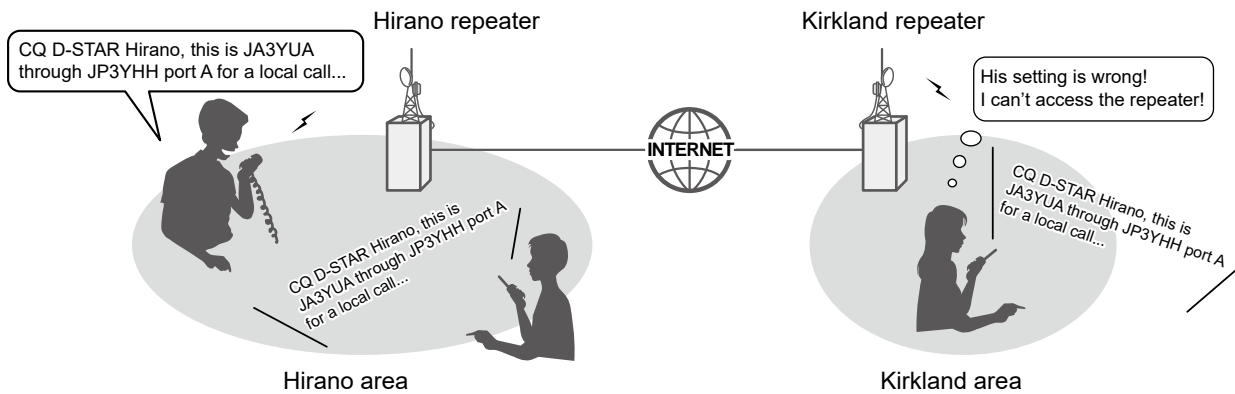 Hirano repeater
Kirkland repeater
CQ D-STAR Hirano, this is JA3YUA
through JP3YHH port A for a local call...
His setting is wrong!
I can't access the repeater!
INTERNET
CQ D-STAR Hirano, this is
JA3YUA through JP3YHH port A
for a local call...
CQ D-STAR Hirano, this is
JA3YUA through JP3YHH port A
for a local call...
Hirano area
Kirkland area